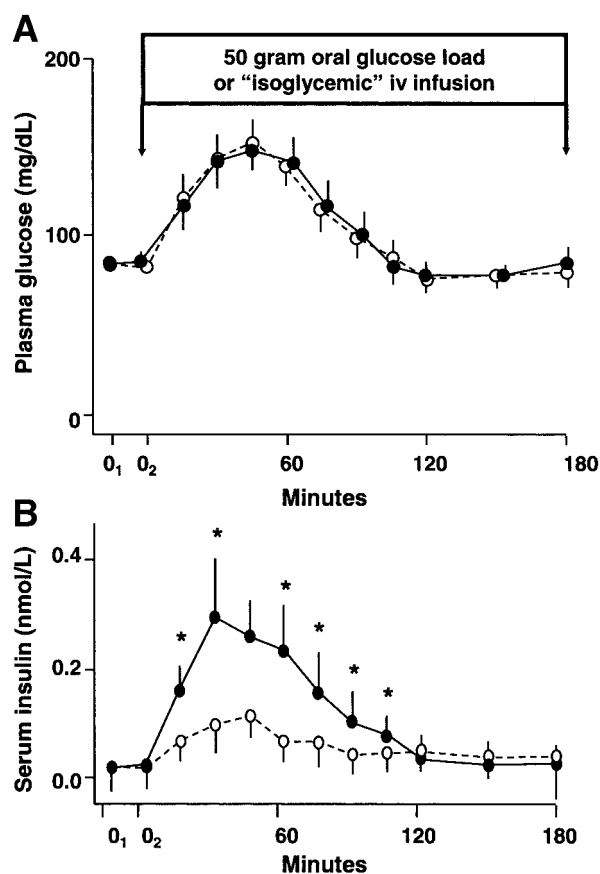 A
50 gram oral glucose load
or “isoglycemic” iv infusion
200
100
0
Plasma glucose (mg/dL)
0₁ 0₂ 60 120 180
Minutes
B
0.4
0.2
0.0
Serum insulin (nmol/L)
* * * * * *
0₁ 0₂ 60 120 180
Minutes